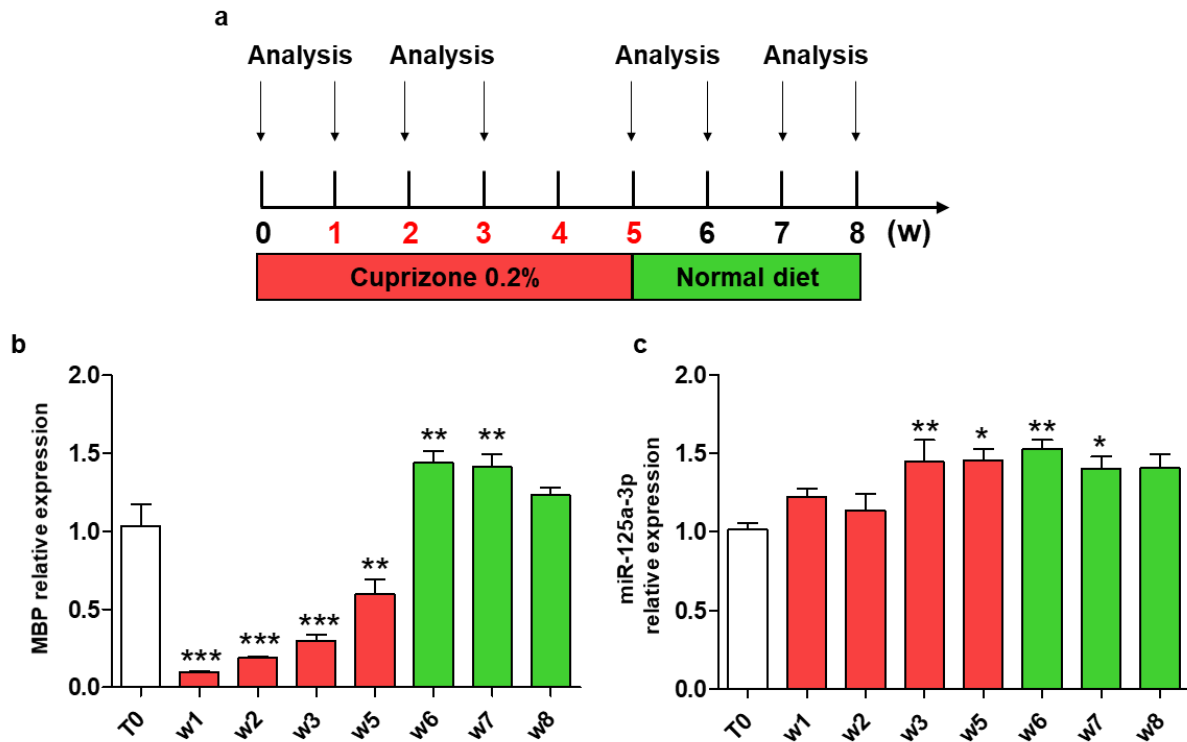 a
Analysis Analysis Analysis Analysis
0 1 2 3 4 5 6 7 8 (w)
Cuprizone 0.2% Normal diet
b
MBP relative expression
2.0
1.5
1.0
0.5
0.0
*** *** *** ** ** **
T0 w1 w2 w3 w5 w6 w7 w8
c
miR-125a-3p
relative expression
2.0
1.5
1.0
0.5
0.0
** * ** *
T0 w1 w2 w3 w5 w6 w7 w8